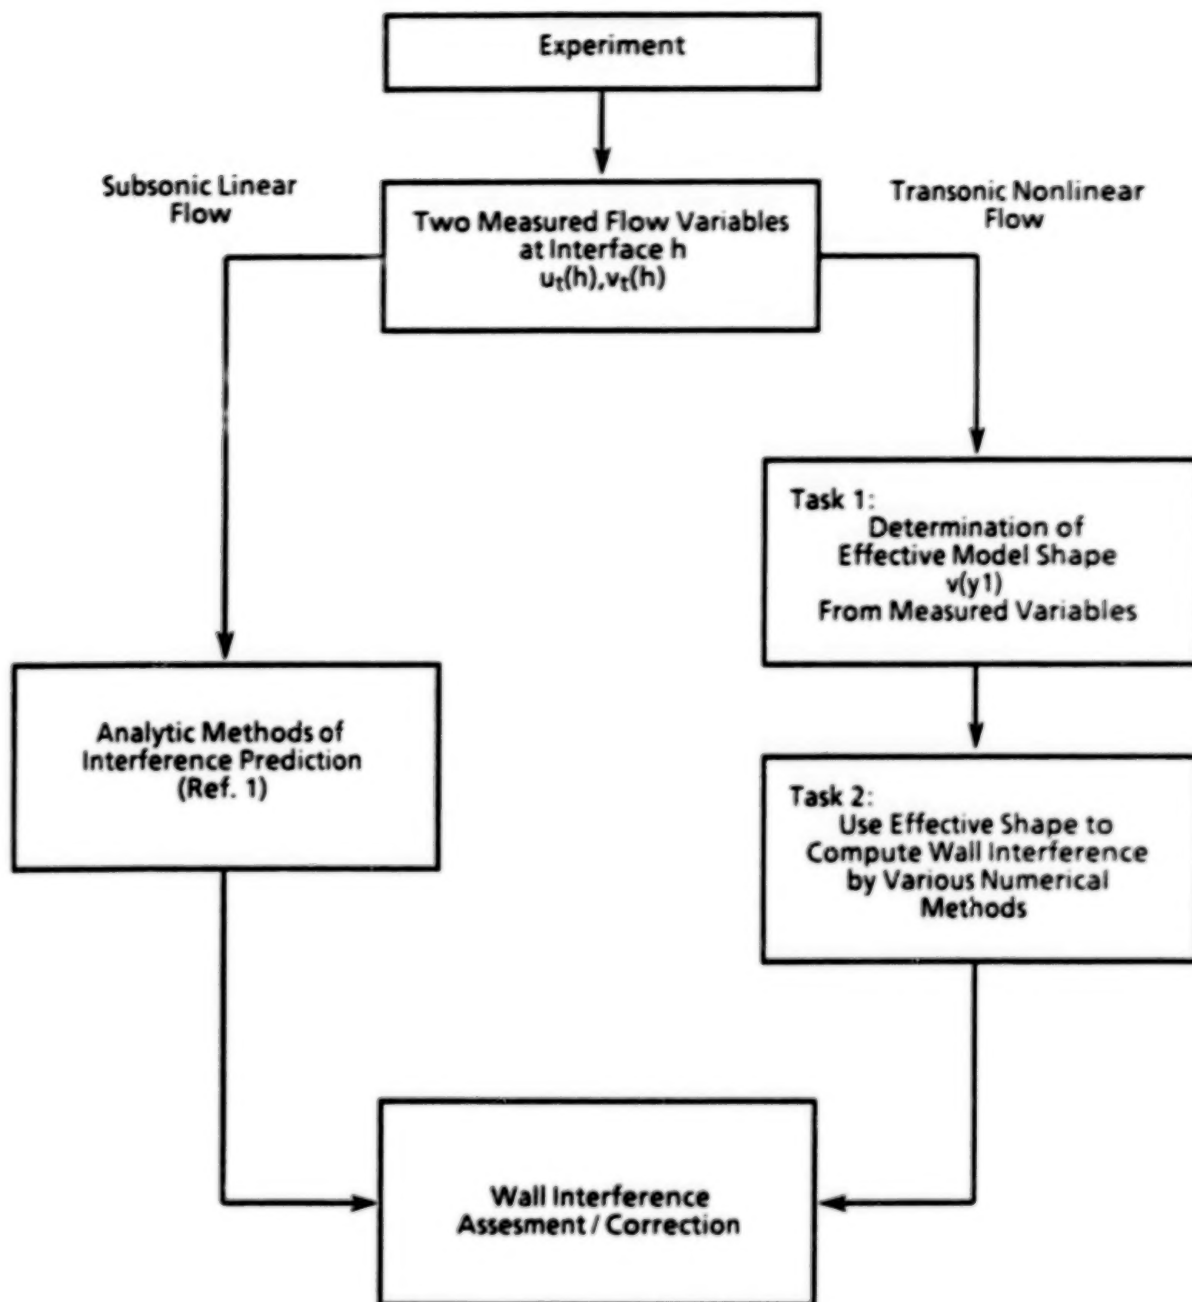 Experiment
Subsonic Linear
Flow
Two Measured Flow Variables
at Interface h
u_t(h),v_t(h)
Transonic Nonlinear
Flow
Task 1:
Determination of
Effective Model Shape
v(y1)
From Measured Variables
Analytic Methods of
Interference Prediction
(Ref. 1)
Task 2:
Use Effective Shape to
Compute Wall Interference
by Various Numerical
Methods
Wall Interference
Assesment / Correction